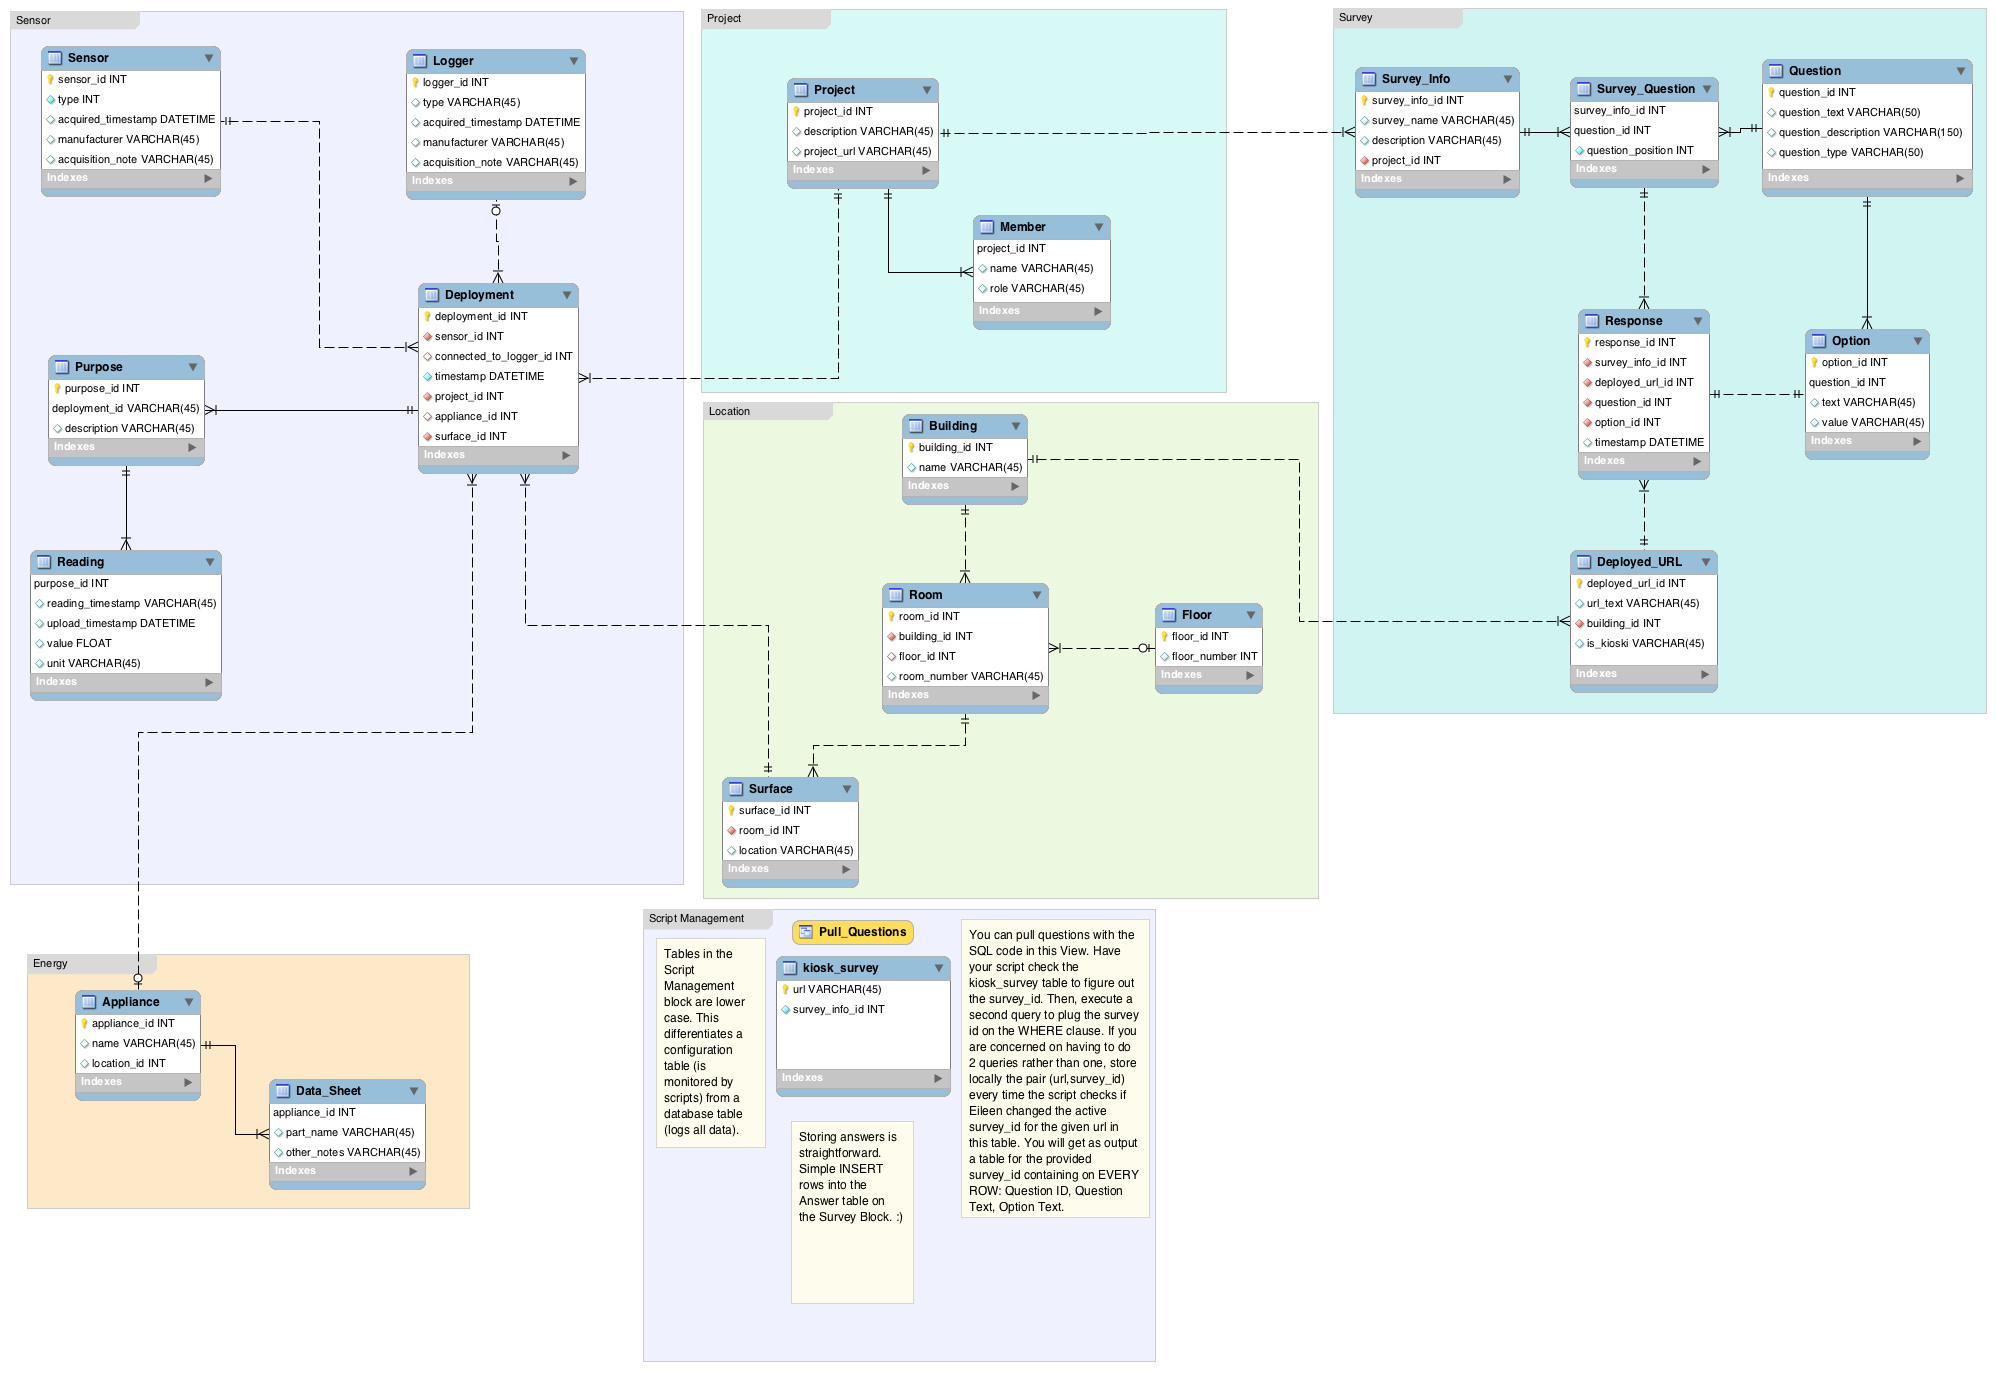 Sensor
Sensor
sensor_id INT
type INT
acquired_timestamp DATETIME
manufacturer VARCHAR(45)
acquisition_note VARCHAR(45)
Indexes
Logger
logger_id INT
type VARCHAR(45)
acquired_timestamp DATETIME
manufacturer VARCHAR(45)
acquisition_note VARCHAR(45)
Indexes
Deployment
deployment_id INT
sensor_id INT
connected_to_logger_id INT
timestamp DATETIME
project_id INT
appliance_id INT
surface_id INT
Indexes
Purpose
purpose_id INT
deployment_id VARCHAR(45)
description VARCHAR(45)
Indexes
Reading
purpose_id INT
reading_timestamp VARCHAR(45)
upload_timestamp DATETIME
value FLOAT
unit VARCHAR(45)
Indexes
Project
Project
project_id INT
description VARCHAR(45)
project_url VARCHAR(45)
Indexes
Member
project_id INT
name VARCHAR(45)
role VARCHAR(45)
Indexes
Survey
Survey_Info
survey_info_id INT
survey_name VARCHAR(45)
description VARCHAR(45)
project_id INT
Indexes
Survey_Question
survey_info_id INT
question_id INT
question_position INT
Indexes
Question
question_id INT
question_text VARCHAR(50)
question_description VARCHAR(150)
question_type VARCHAR(50)
Indexes
Response
response_id INT
survey_info_id INT
deployed_url_id INT
question_id INT
option_id INT
timestamp DATETIME
Indexes
Option
option_id INT
question_id INT
text VARCHAR(45)
value VARCHAR(45)
Indexes
Deployed_URL
deployed_url_id INT
url_text VARCHAR(45)
building_id INT
is_kioski VARCHAR(45)
Indexes
Location
Building
building_id INT
name VARCHAR(45)
Indexes
Room
room_id INT
building_id INT
floor_id INT
room_number VARCHAR(45)
Indexes
Floor
floor_id INT
floor_number INT
Indexes
Surface
surface_id INT
room_id INT
location VARCHAR(45)
Indexes
Energy
Appliance
appliance_id INT
name VARCHAR(45)
location_id INT
Indexes
Data_Sheet
appliance_id INT
part_name VARCHAR(45)
other_notes VARCHAR(45)
Indexes
Script Management
Tables in the
Script
Management
block are lower
case. This
differentiates a
configuration
table (is
monitored by
scripts) from a
database table
(logs all data).
Pull_Questions
kiosk_survey
url VARCHAR(45)
survey_info_id INT
Indexes
Storing answers is
straightforward.
Simple INSERT
rows into the
Answer table on
the Survey Block. :)
You can pull questions with the
SQL code in this View. Have
your script check the
kiosk_survey table to figure out
the survey_id. Then, execute a
second query to plug the survey
id on the WHERE clause. If you
are concerned on having to do
2 queries rather than one, store
locally the pair (url,survey_id)
every time the script checks if
Eileen changed the active
survey_id for the given url in
this table. You will get as output
a table for the provided
survey_id containing on EVERY
ROW: Question ID, Question
Text, Option Text.